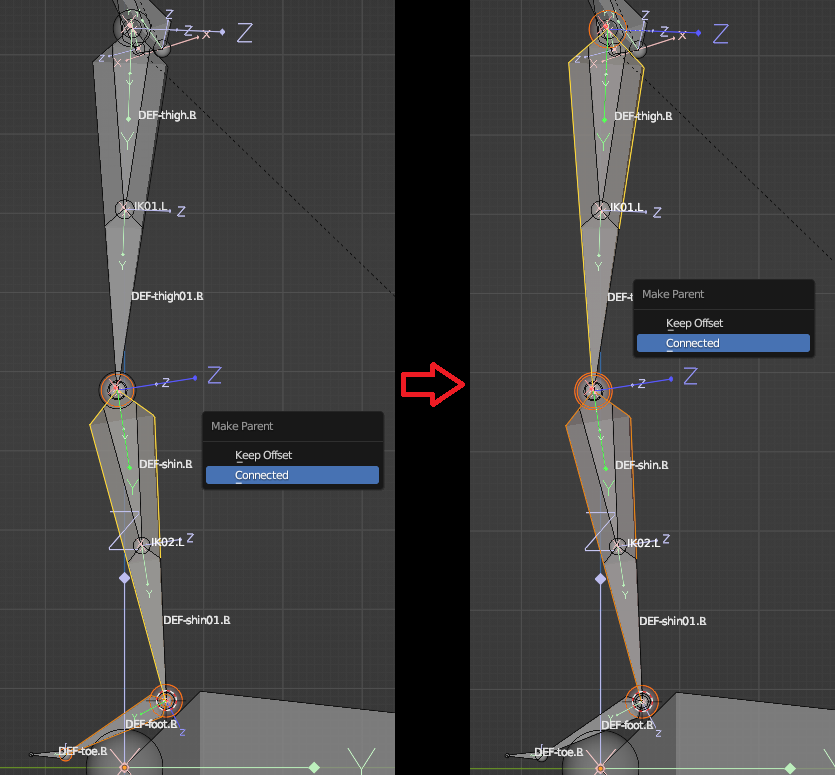 Z
Z
Z
X
Z
X
Y
Y
DEF-thigh.R
IK01.L
Z
Y
DEF-thigh01.R
Z
Z
Make Parent
Keep Offset
Connected
Y
DEF-shin.R
Y
Z
IK02.L
Z
Y
DEF-shin01.R
Y
DEF-foot.R
Z
DEF-toe.R
Y
Z
Z
Z
X
Z
X
Y
Y
DEF-thigh.R
IK01.L
Z
Y
DEF-t
Make Parent
Keep Offset
Connected
Z
Z
Y
DEF-shin.R
Y
Z
IK02.L
Z
Y
DEF-shin01.R
Y
DEF-foot.R
Z
DEF-toe.R
Y